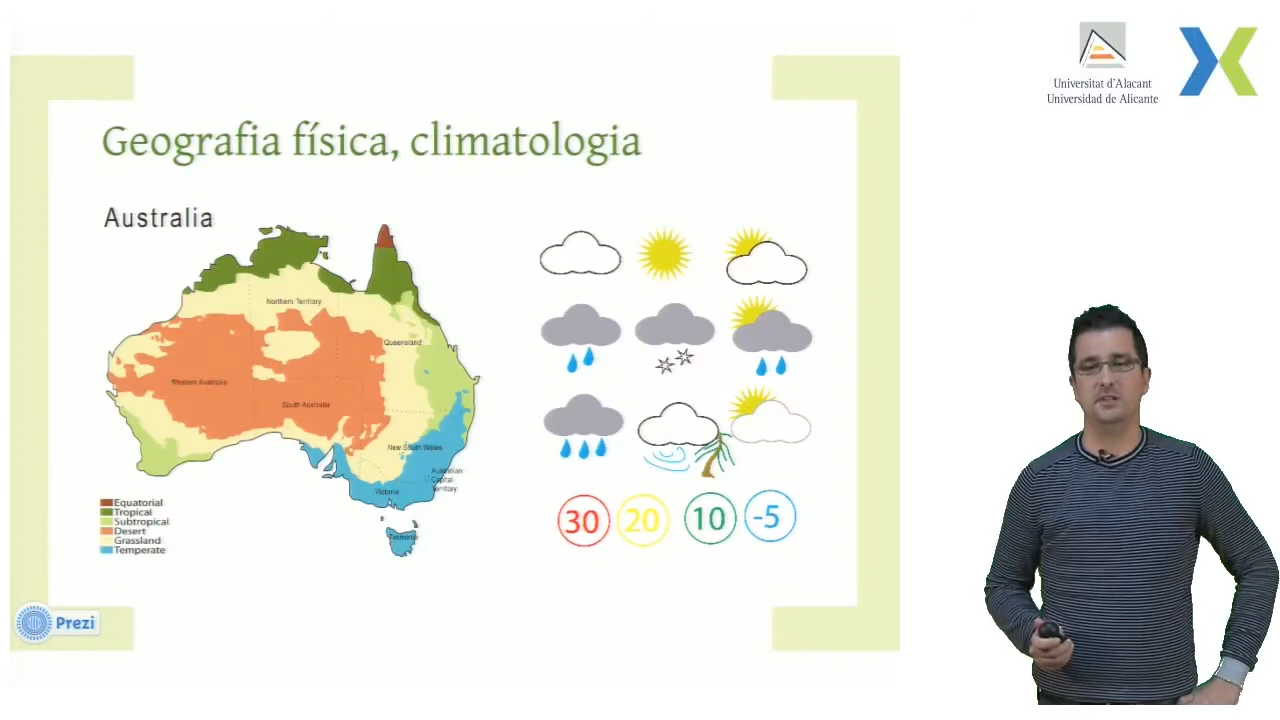 Universitat d'Alacant
Universidad de Alicante
Geografia física, climatologia
Australia
Northern Territory
Queensland
Western Australia
South Australia
New South Wales
Australian
Capital
Territory
Victoria
Tasmania
Equatorial
Tropical
Subtropical
Desert
Grassland
Temperate
30
20
10
-5
Prezi